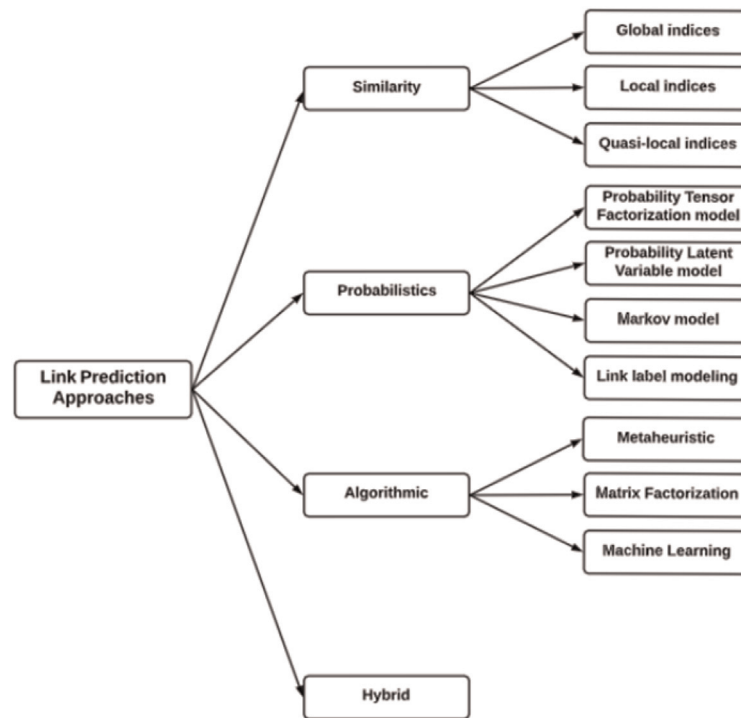 Global indices
Similarity
Local indices
Quasi-local indices
Probability Tensor
Factorization model
Probability Latent
Variable model
Probabilistics
Markov model
Link label modeling
Link Prediction
Approaches
Metaheuristic
Algorithmic
Matrix Factorization
Machine Learning
Hybrid